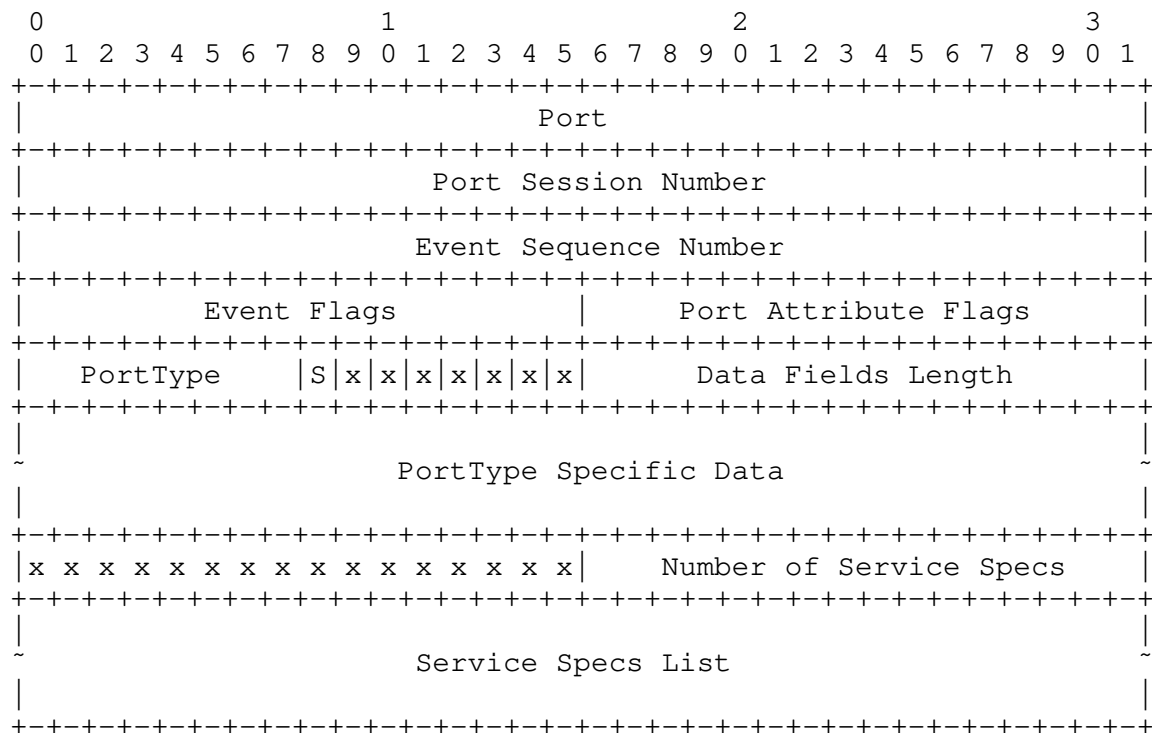 0                   1                   2                   3
 0 1 2 3 4 5 6 7 8 9 0 1 2 3 4 5 6 7 8 9 0 1 2 3 4 5 6 7 8 9 0 1
+-+-+-+-+-+-+-+-+-+-+-+-+-+-+-+-+-+-+-+-+-+-+-+-+-+-+-+-+-+-+-+-+
|                             Port                              |
+-+-+-+-+-+-+-+-+-+-+-+-+-+-+-+-+-+-+-+-+-+-+-+-+-+-+-+-+-+-+-+-+
|                       Port Session Number                     |
+-+-+-+-+-+-+-+-+-+-+-+-+-+-+-+-+-+-+-+-+-+-+-+-+-+-+-+-+-+-+-+-+
|                      Event Sequence Number                    |
+-+-+-+-+-+-+-+-+-+-+-+-+-+-+-+-+-+-+-+-+-+-+-+-+-+-+-+-+-+-+-+-+
|          Event Flags          |     Port Attribute Flags      |
+-+-+-+-+-+-+-+-+-+-+-+-+-+-+-+-+-+-+-+-+-+-+-+-+-+-+-+-+-+-+-+-+
|   PortType    |S|x|x|x|x|x|x|x|      Data Fields Length       |
+-+-+-+-+-+-+-+-+-+-+-+-+-+-+-+-+-+-+-+-+-+-+-+-+-+-+-+-+-+-+-+-+
|                                                               |
~                     PortType Specific Data                    ~
|                                                               |
+-+-+-+-+-+-+-+-+-+-+-+-+-+-+-+-+-+-+-+-+-+-+-+-+-+-+-+-+-+-+-+-+
|x x x x x x x x x x x x x x x x|    Number of Service Specs    |
+-+-+-+-+-+-+-+-+-+-+-+-+-+-+-+-+-+-+-+-+-+-+-+-+-+-+-+-+-+-+-+-+
|                                                               |
~                      Service Specs List                       ~
|                                                               |
+-+-+-+-+-+-+-+-+-+-+-+-+-+-+-+-+-+-+-+-+-+-+-+-+-+-+-+-+-+-+-+-+